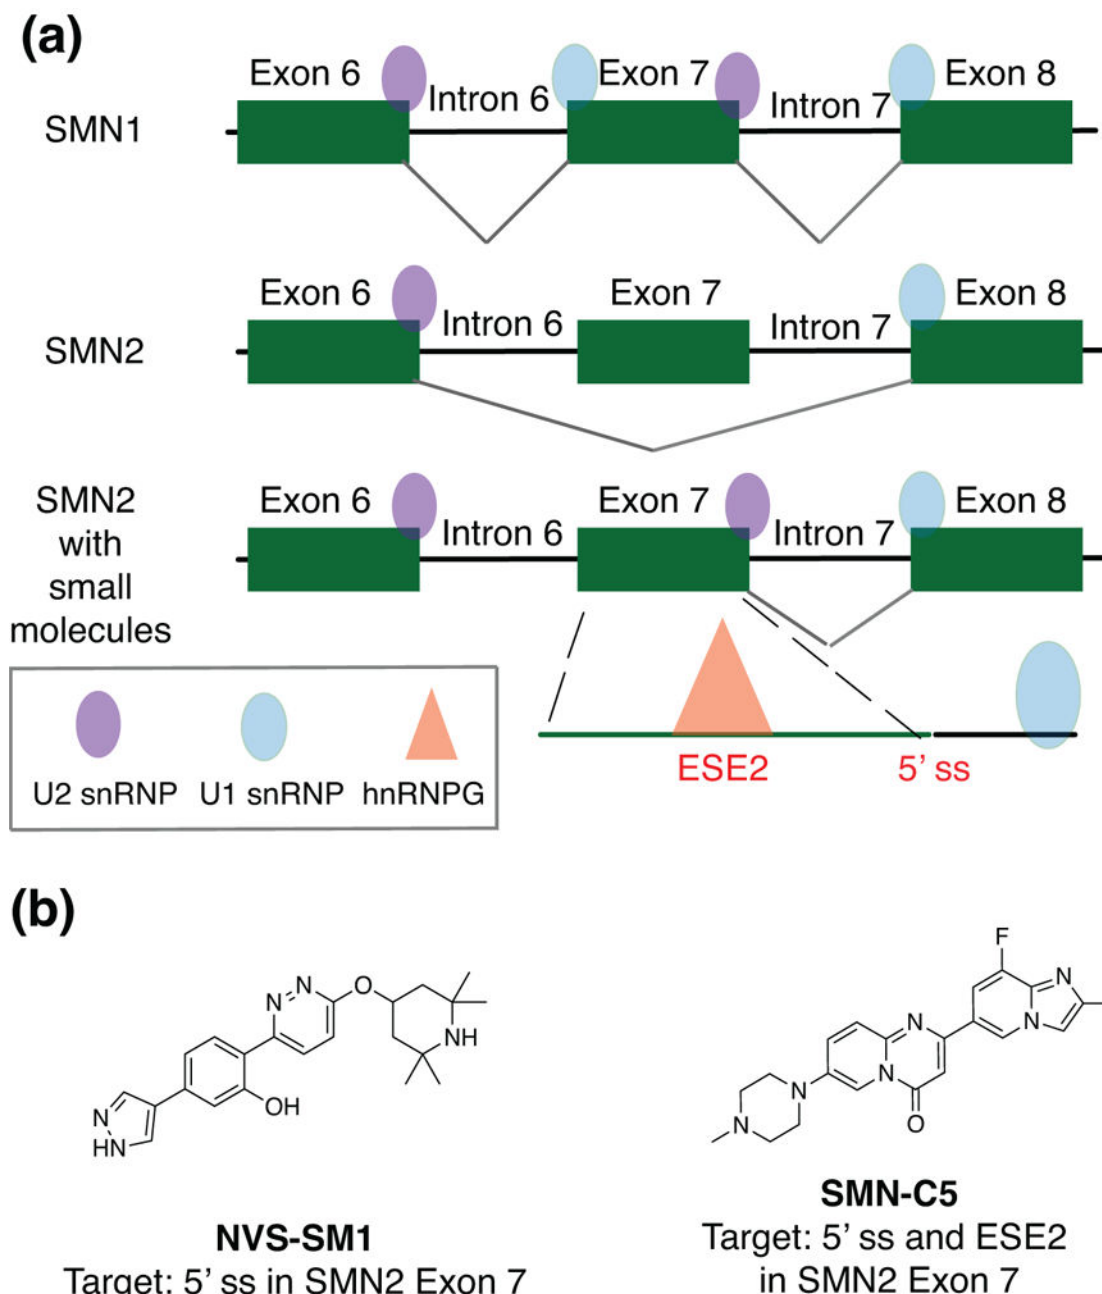 (a)
Exon 6 Exon 7 Exon 8
Intron 6 Intron 7
SMN1
Exon 6 Exon 7 Exon 8
Intron 6 Intron 7
SMN2
SMN2
with
small
molecules
Exon 6 Exon 7 Exon 8
Intron 6 Intron 7
ESE2 5' ss
U2 snRNP U1 snRNP hnRNPG
(b)
N N O NH OH N HN
F N N N N O N N
NVS-SM1
Target: 5' ss in SMN2 Exon 7
SMN-C5
Target: 5' ss and ESE2
in SMN2 Exon 7